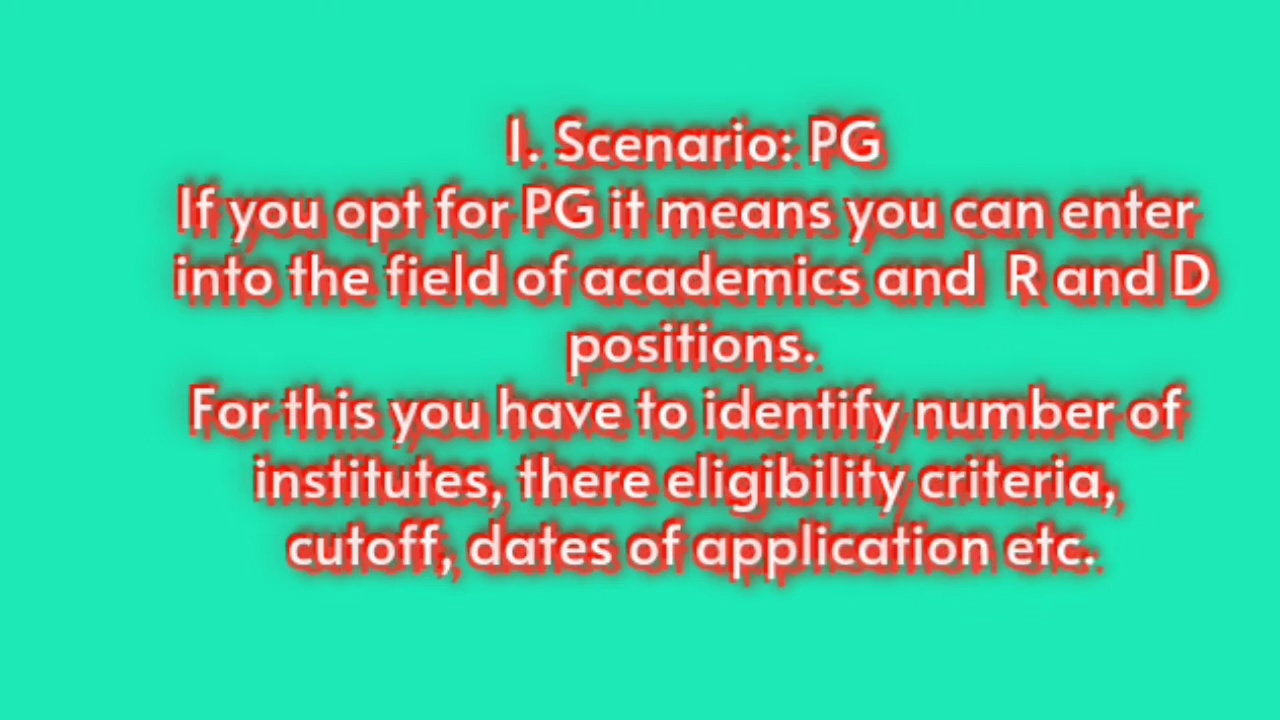 1. Scenario: PG
If you opt for PG it means you can enter
into the field of academics and R and D
positions.
For this you have to identify number of
institutes, there eligibility criteria,
cutoff, dates of application etc.